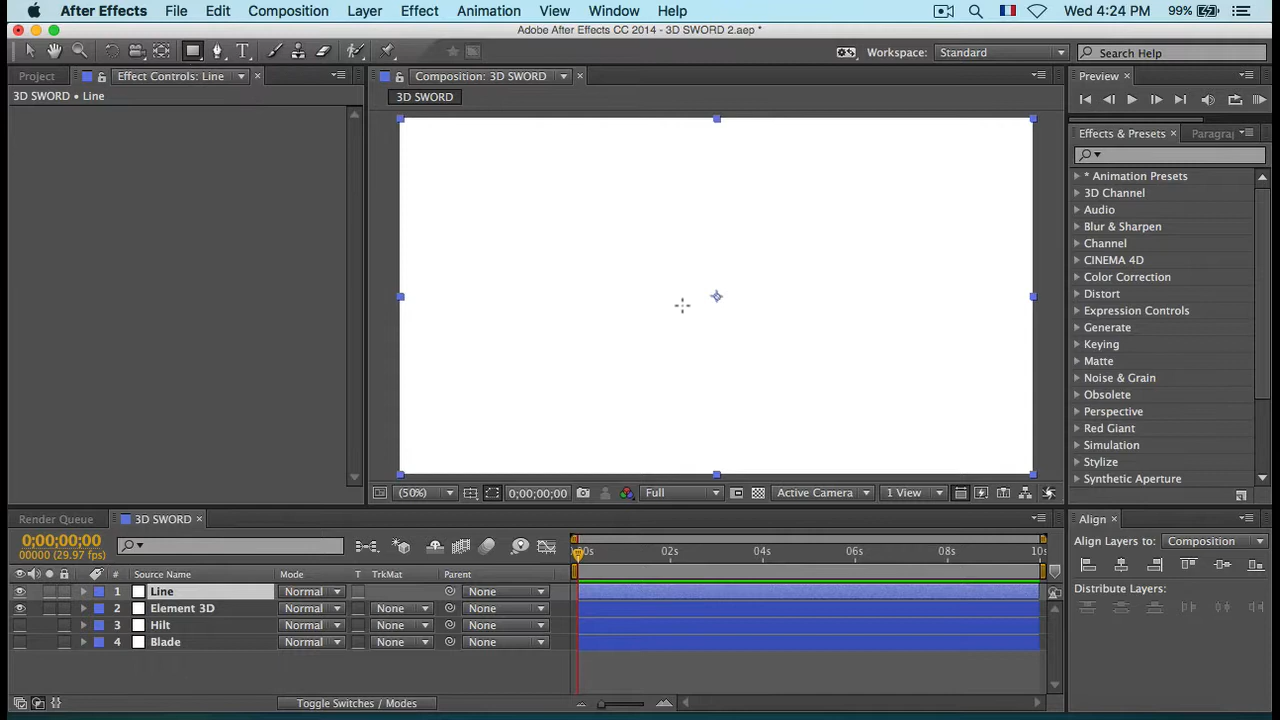 After Effects File Edit Composition Layer Effect Animation View Window Help Wed 4:24 PM 99%
Adobe After Effects CC 2014 - 3D SWORD 2.aep *
Workspace: Standard Search Help
Project Effect Controls: Line Composition: 3D SWORD Preview
3D SWORD • Line
3D SWORD
Effects & Presets Paragrap
* Animation Presets
3D Channel
Audio
Blur & Sharpen
Channel
CINEMA 4D
Color Correction
Distort
Expression Controls
Generate
Keying
Matte
Noise & Grain
Obsolete
Perspective
Red Giant
Simulation
Stylize
Synthetic Aperture
(50%) 0;00;00;00 Full Active Camera 1 View
Render Queue 3D SWORD Align
0;00;00;00
00000 (29.97 fps)
Align Layers to: Composition
:00s 02s 04s 06s 08s 10s
# Source Name Mode T TrkMat Parent
Distribute Layers:
1 Line Normal None
2 Element 3D Normal None None
3 Hilt Normal None None
4 Blade Normal None None
Toggle Switches / Modes